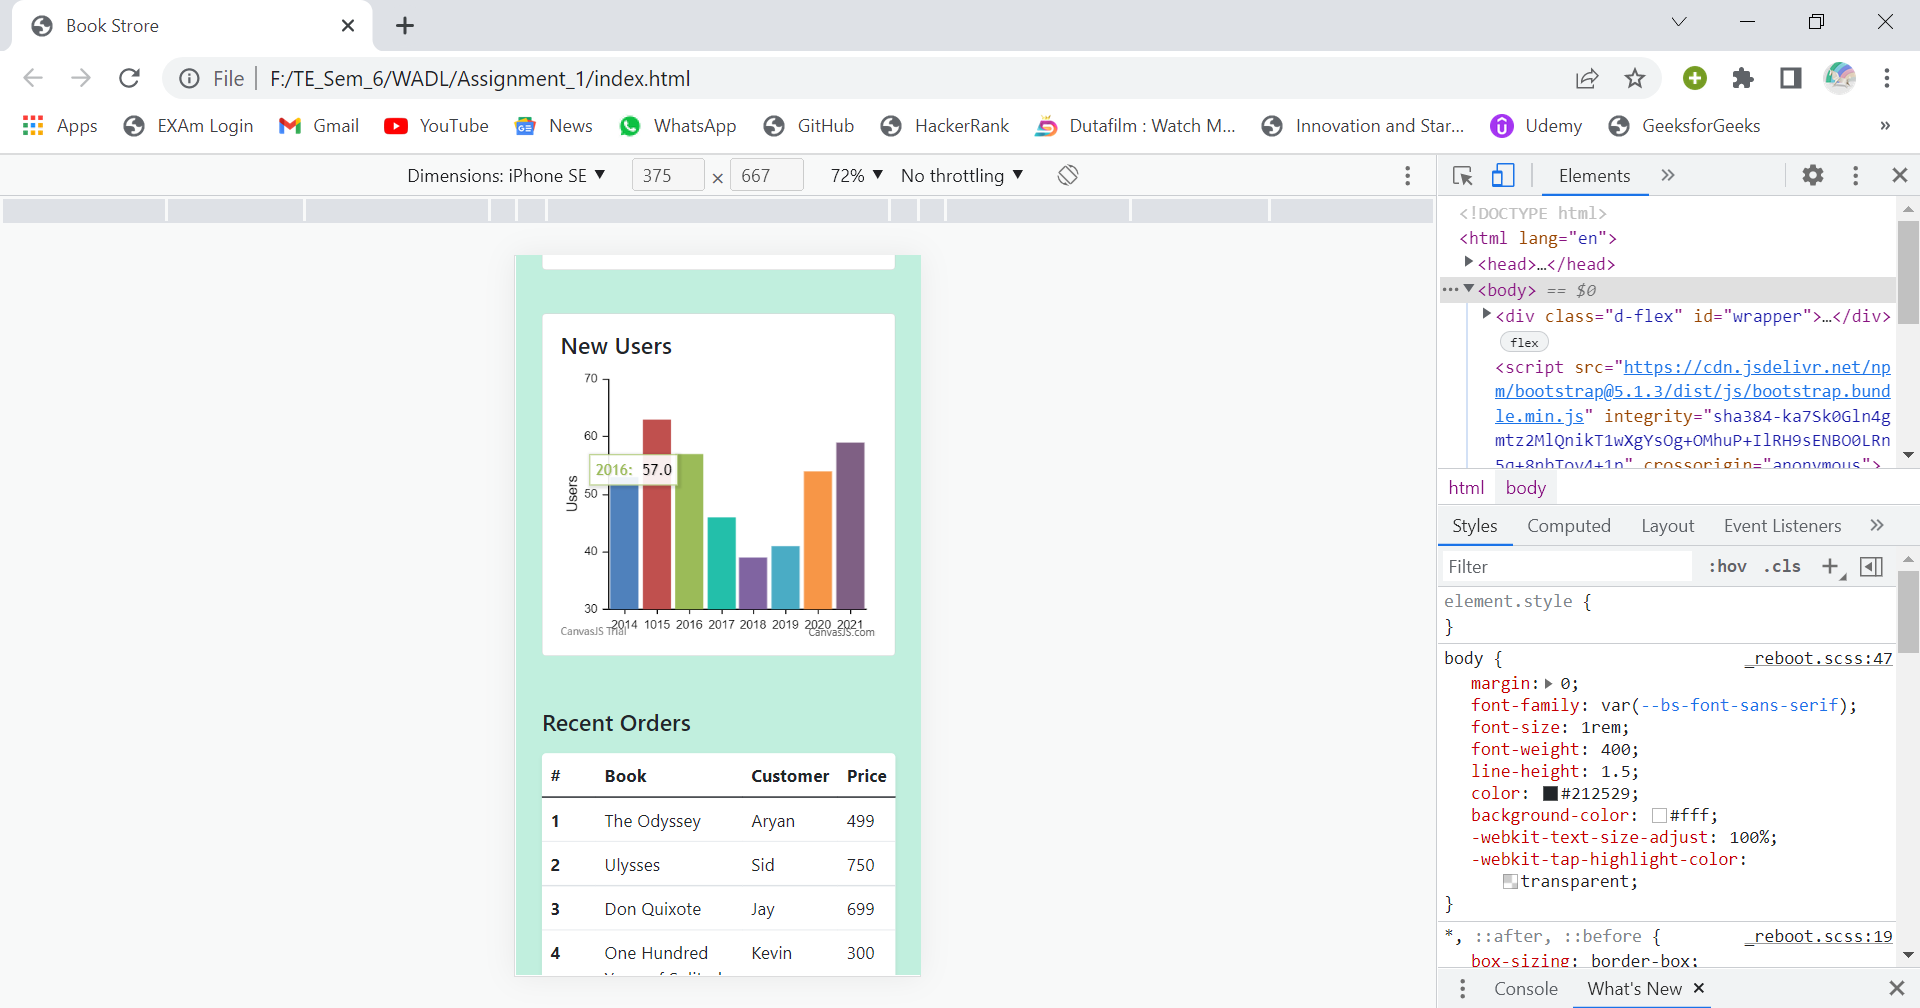 Book Strore
File F:/TE_Sem_6/WADL/Assignment_1/index.html
Apps EXAm Login Gmail YouTube News WhatsApp GitHub HackerRank Dutafilm : Watch M... Innovation and Star... Udemy GeeksforGeeks »
Dimensions: iPhone SE 375 × 667 72% No throttling
New Users
70
60
50
40
30
Users
2016: 57.0
2014 1015 2016 2017 2018 2019 2020 2021
CanvasJS Trial CanvasJS.com
Recent Orders
# Book Customer Price
1 The Odyssey Aryan 499
2 Ulysses Sid 750
3 Don Quixote Jay 699
4 One Hundred Kevin 300
Elements »
<!DOCTYPE html>
<html lang="en">
<head>…</head>
<body> == $0
<div class="d-flex" id="wrapper">…</div>
flex
<script src="https://cdn.jsdelivr.net/np
m/bootstrap@5.1.3/dist/js/bootstrap.bund
le.min.js" integrity="sha384-ka7Sk0Gln4g
mtz2MlQnikT1wXgYsOg+OMhuP+IlRH9sENBO0LRn
5q+8nbTov4+1p" crossorigin="anonymous">
html body
Styles Computed Layout Event Listeners »
Filter :hov .cls +
element.style {
}
body { _reboot.scss:47
margin: 0;
font-family: var(--bs-font-sans-serif);
font-size: 1rem;
font-weight: 400;
line-height: 1.5;
color: #212529;
background-color: #fff;
-webkit-text-size-adjust: 100%;
-webkit-tap-highlight-color:
transparent;
}
*, ::after, ::before { _reboot.scss:19
box-sizing: border-box;
Console What's New